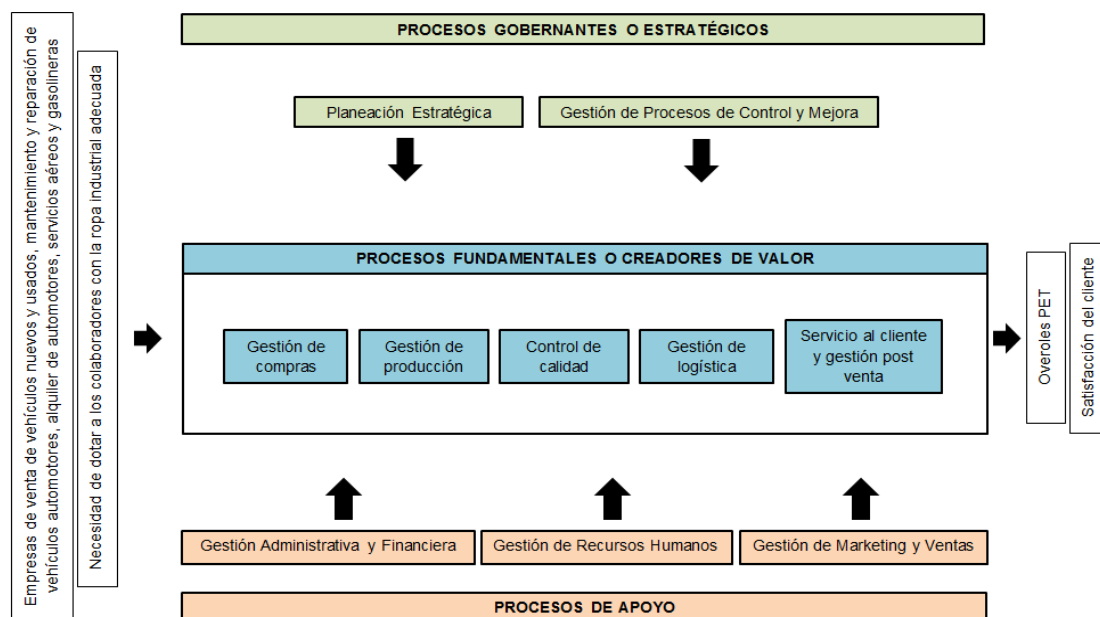 Empresas de venta de vehículos nuevos y usados, mantenimiento y reparación de
vehículos automotores, alquiler de automotores, servicios aéreos y gasolineras
Necesidad de dotar a los colaboradores con la ropa industrial adecuada
PROCESOS GOBERNANTES O ESTRATÉGICOS
Planeación Estratégica
Gestión de Procesos de Control y Mejora
PROCESOS FUNDAMENTALES O CREADORES DE VALOR
Gestión de
compras
Gestión de
producción
Control de
calidad
Gestión de
logística
Servicio al cliente
y gestión post
venta
Overoles PET
Satisfacción del cliente
Gestión Administrativa y Financiera
Gestión de Recursos Humanos
Gestión de Marketing y Ventas
PROCESOS DE APOYO